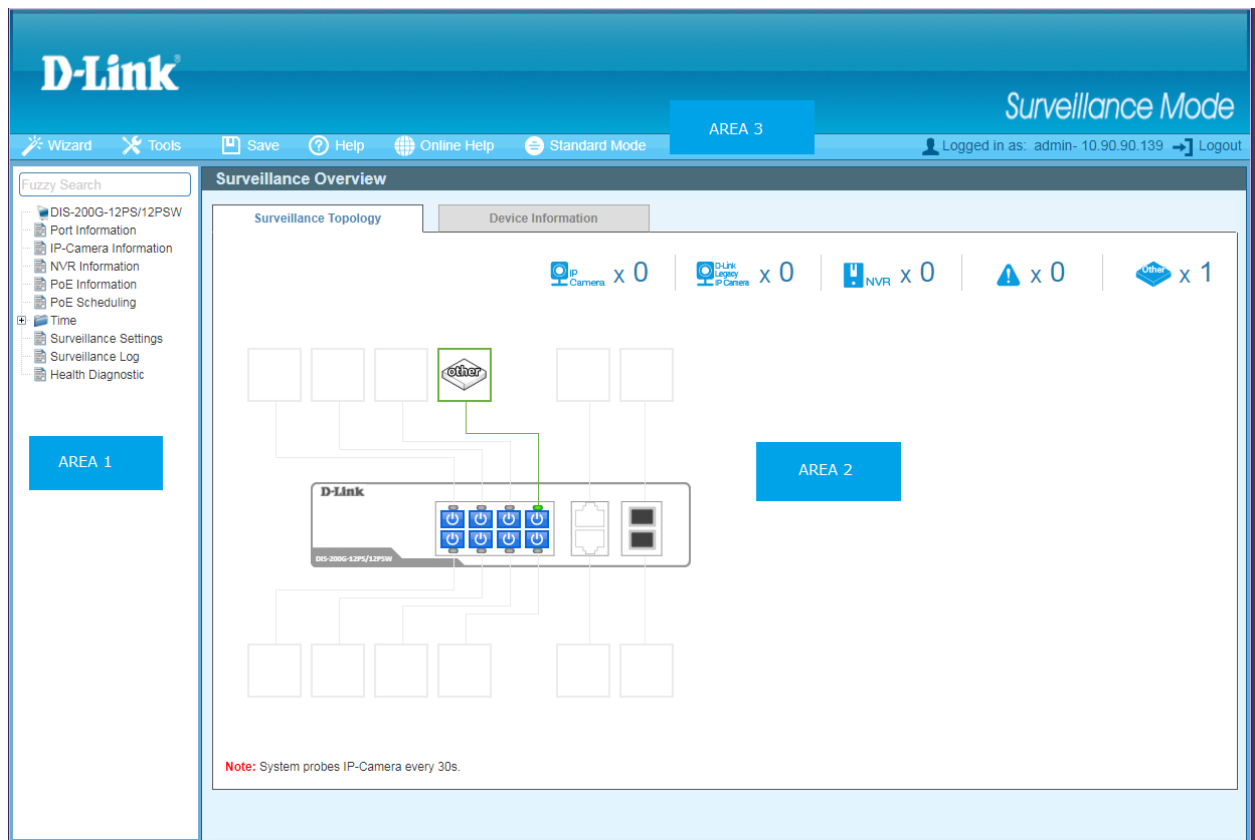 D-Link®
Surveillance Mode
AREA 3
Wizard Tools Save Help Online Help Standard Mode Logged in as: admin- 10.90.90.139 Logout
Fuzzy Search
DIS-200G-12PS/12PSW
Port Information
IP-Camera Information
NVR Information
PoE Information
PoE Scheduling
Time
Surveillance Settings
Surveillance Log
Health Diagnostic
AREA 1
Surveillance Overview
Surveillance Topology Device Information
IP Camera x 0 D-Link Legacy IP Camera x 0 NVR x 0 x 0 Other x 1
other
AREA 2
D-Link
DIS-200G-12PS/12PSW
Note: System probes IP-Camera every 30s.